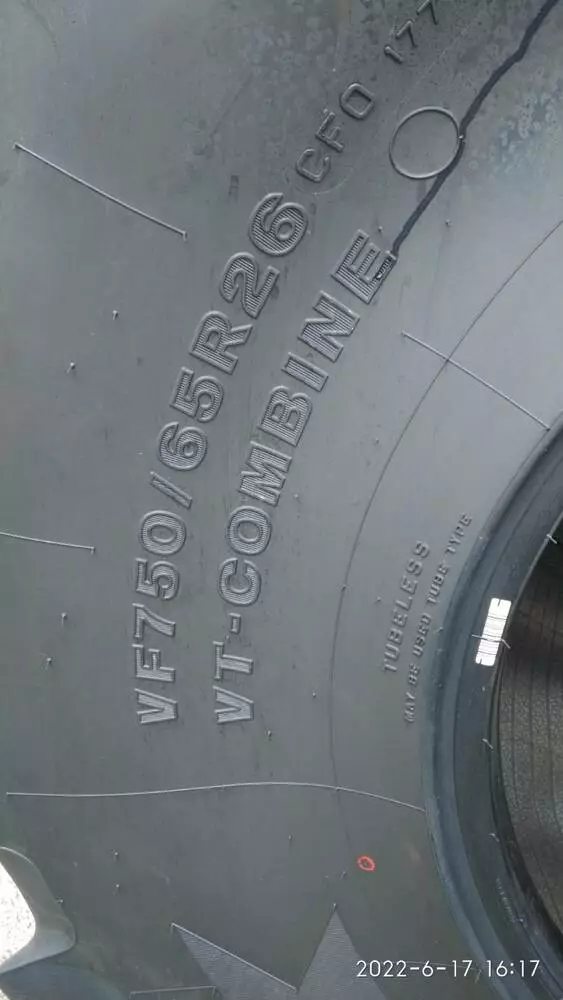 VF750/65R26 CFO 177
VT-COMBINE
TUBELESS
MAY BE USED TUBE TYPE
2022-6-17 16:17